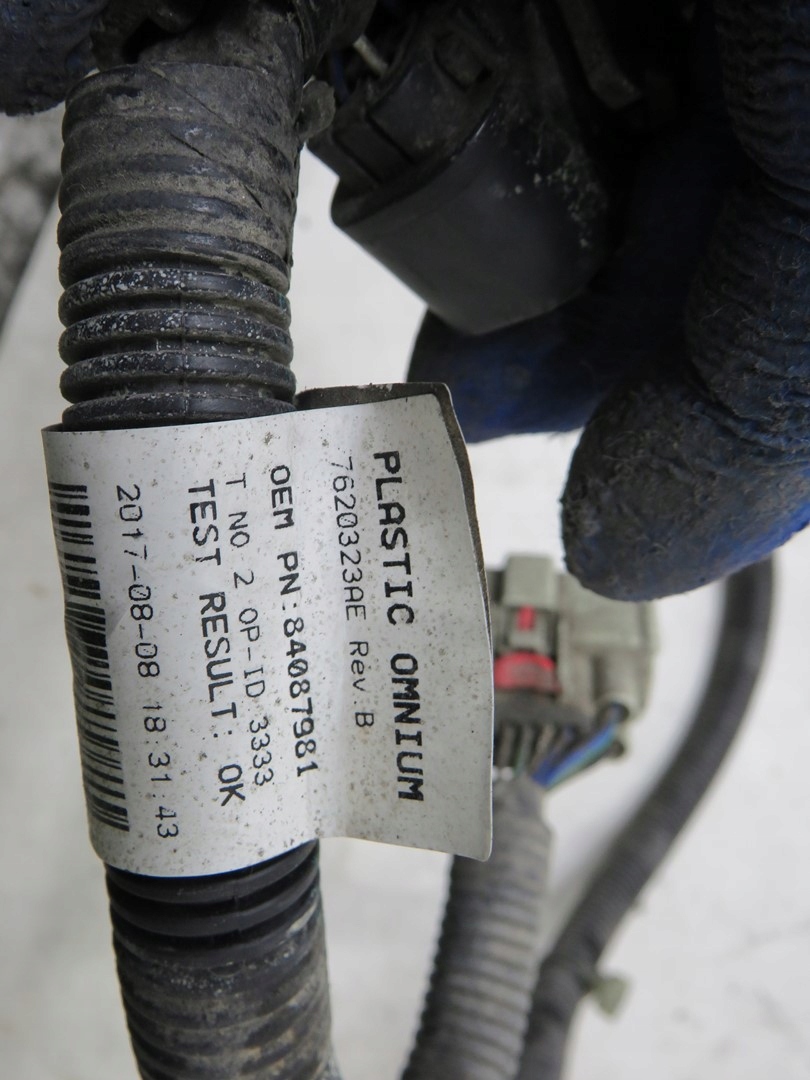 PLASTIC OMNIUM
7620323AE Rev.B
OEM PN:84087981
T NO 2 OP-ID 3333
TEST RESULT: OK
2017-08-08 18:31:43